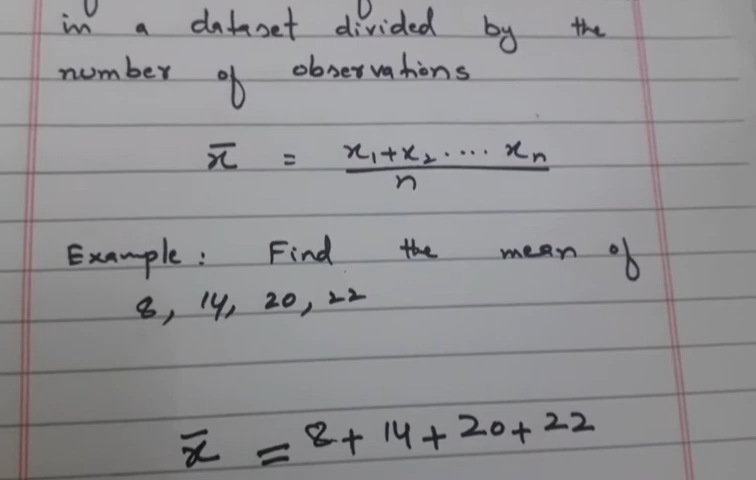 in a dataset divided by the
number of observations
x̄ = x₁+x₂.... xₙ
n
Example: Find the mean of
8, 14, 20, 22
x̄ = 8+ 14+ 20+ 22